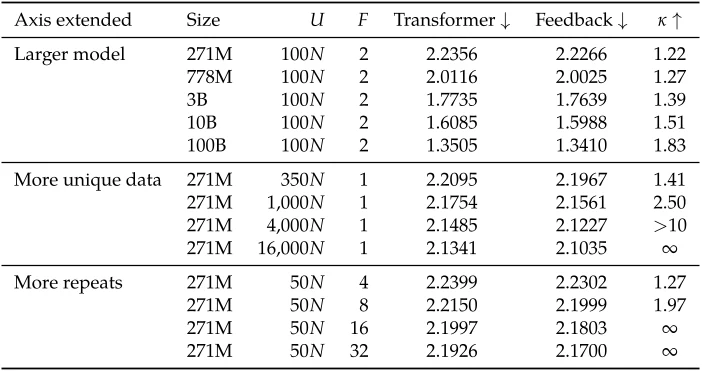 Axis extended Size U F Transformer ↓ Feedback ↓ κ ↑
Larger model 271M 100N 2 2.2356 2.2266 1.22
778M 100N 2 2.0116 2.0025 1.27
3B 100N 2 1.7735 1.7639 1.39
10B 100N 2 1.6085 1.5988 1.51
100B 100N 2 1.3505 1.3410 1.83
More unique data 271M 350N 1 2.2095 2.1967 1.41
271M 1,000N 1 2.1754 2.1561 2.50
271M 4,000N 1 2.1485 2.1227 >10
271M 16,000N 1 2.1341 2.1035 ∞
More repeats 271M 50N 4 2.2399 2.2302 1.27
271M 50N 8 2.2150 2.1999 1.97
271M 50N 16 2.1997 2.1803 ∞
271M 50N 32 2.1926 2.1700 ∞